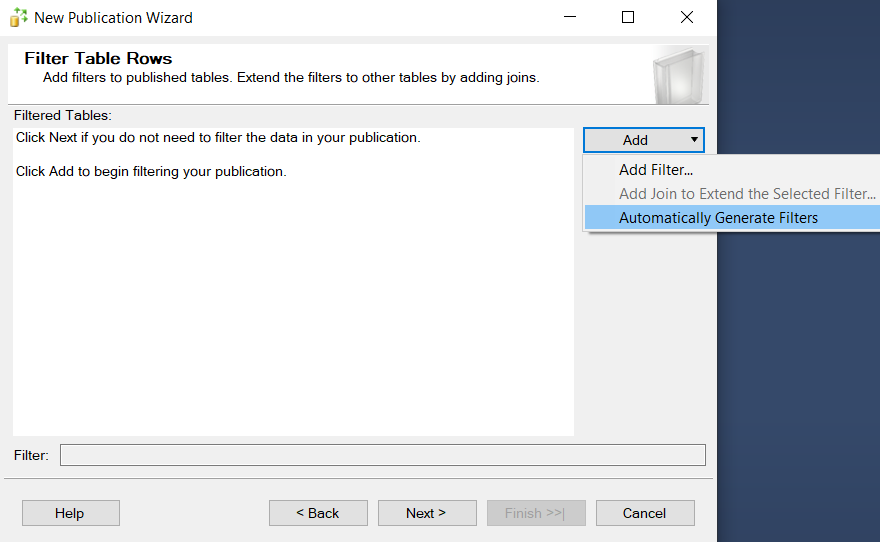 New Publication Wizard
Filter Table Rows
Add filters to published tables. Extend the filters to other tables by adding joins.
Filtered Tables:
Click Next if you do not need to filter the data in your publication.
Click Add to begin filtering your publication.
Add
Add Filter...
Add Join to Extend the Selected Filter...
Automatically Generate Filters
Filter:
Help
< Back
Next >
Finish >>|
Cancel